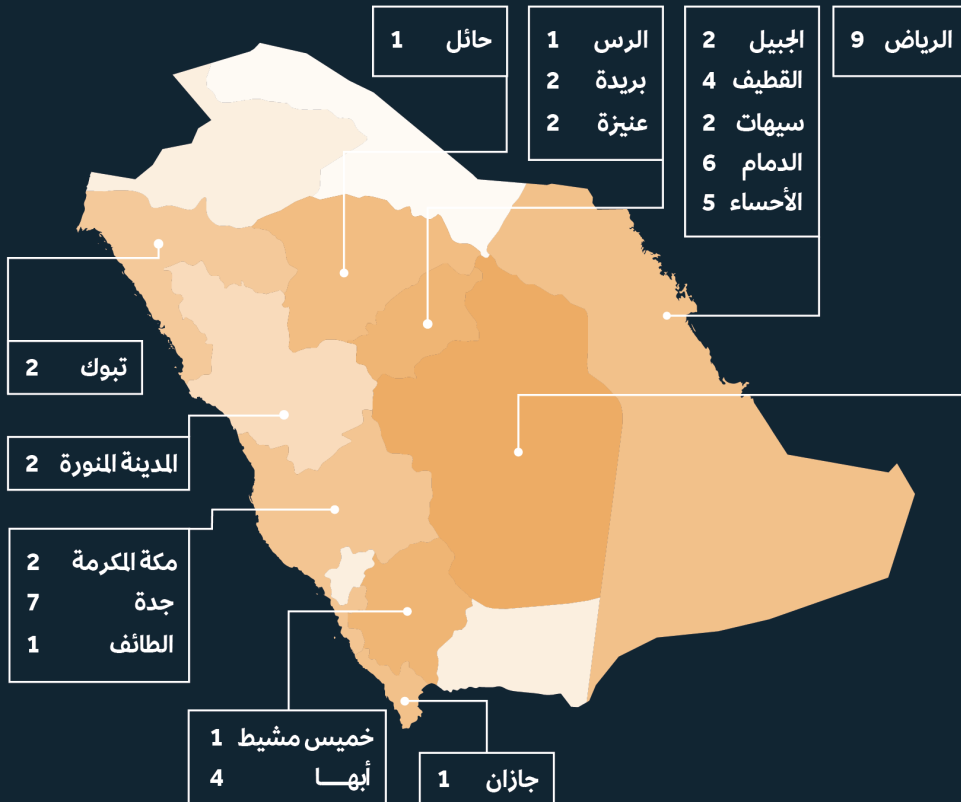 الرياض 9
الجبيل 2
القطيف 4
سيهات 2
الدمام 6
الأحساء 5
الرس 1
بريدة 2
عنيزة 2
حائل 1
تبوك 2
المدينة المنورة 2
مكة المكرمة 2
جدة 7
الطائف 1
خميس مشيط 1
أبهــــا 4
جازان 1